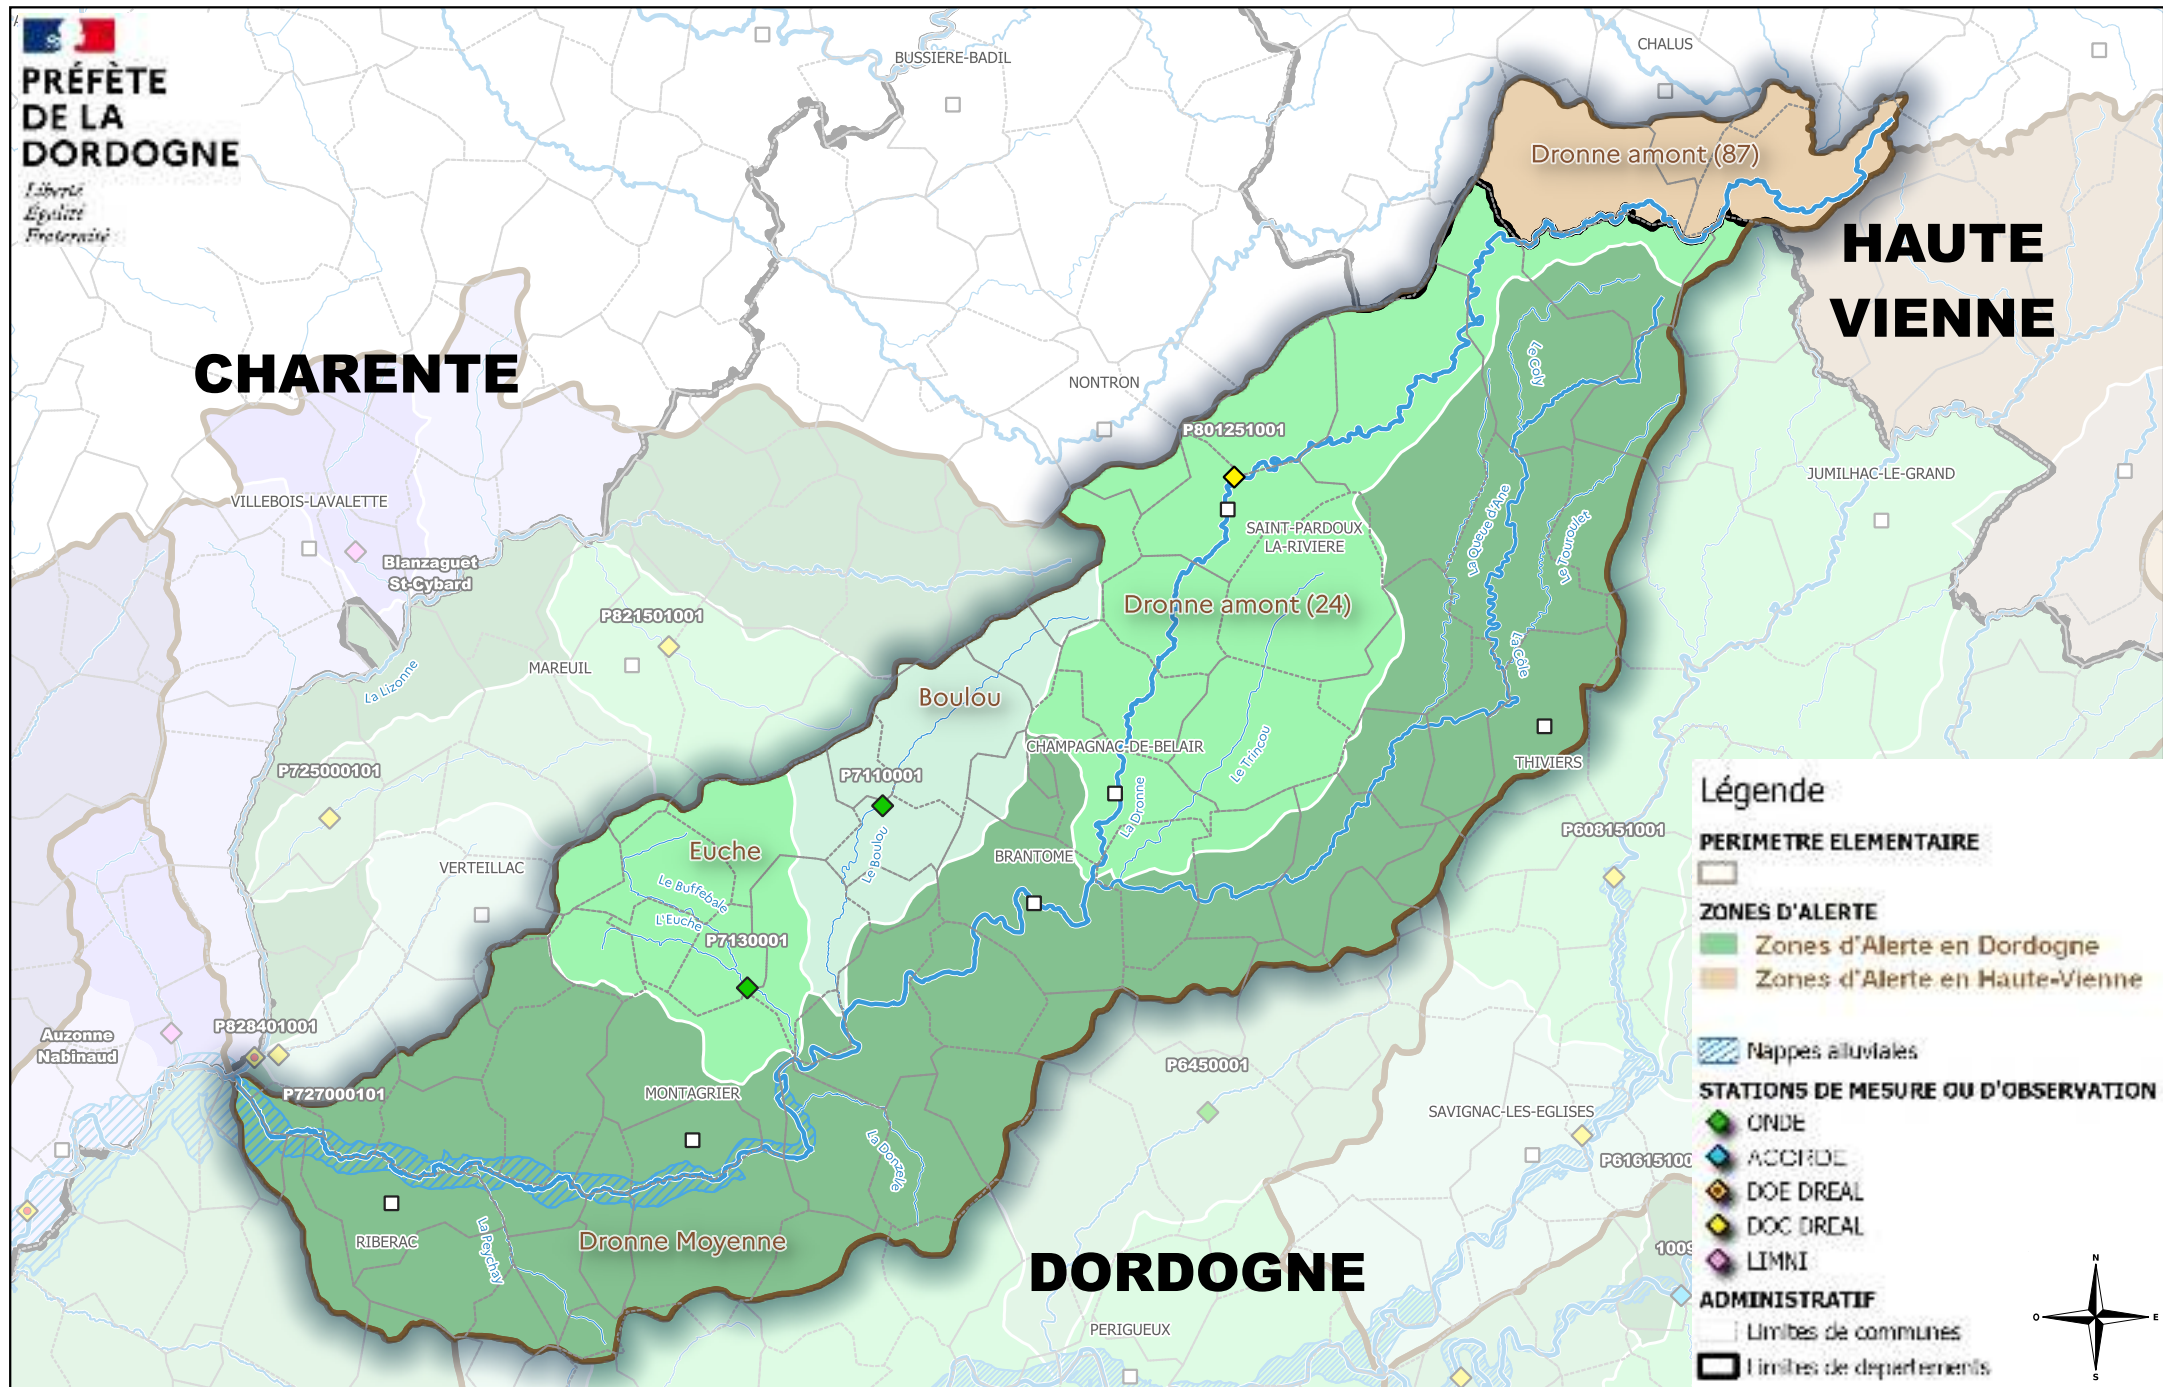 PRÉFÈTE
DE LA
DORDOGNE
Liberté
Égalité
Fraternité
BUSSIERE-BADIL
CHALUS
Dronne amont (87)
HAUTE
VIENNE
CHARENTE
NONTRON
Le Coly
P801251001
JUMILHAC-LE-GRAND
VILLEBOIS-LAVALETTE
SAINT-PARDOUX
LA-RIVIERE
La Queue d'Ane
Le Touroulet
Blanzaguet
St-Cybard
Dronne amont (24)
P821501001
La Côle
MAREUIL
La Lizonne
Boulou
CHAMPAGNAC-DE-BELAIR
Le Trincou
THIVIERS
P725000101
P7110001
La Dronne
P608151001
Euche
Le Boulou
BRANTOME
VERTEILLAC
Le Buffebale
L'Euche
P7130001
Auzonne
Nabinaud
P828401001
P727000101
MONTAGRIER
P6450001
SAVIGNAC-LES-EGLISES
La Donzelle
P61615100
RIBERAC
La Peychay
Dronne Moyenne
DORDOGNE
1009
PERIGUEUX
Légende
PERIMETRE ELEMENTAIRE
ZONES D'ALERTE
Zones d'Alerte en Dordogne
Zones d'Alerte en Haute-Vienne
Nappes alluviales
STATIONS DE MESURE OU D'OBSERVATION
ONDE
ACORDE
DOE DREAL
DOC DREAL
LIMNI
ADMINISTRATIF
Limites de communes
Limites de departements
N
O
E
S